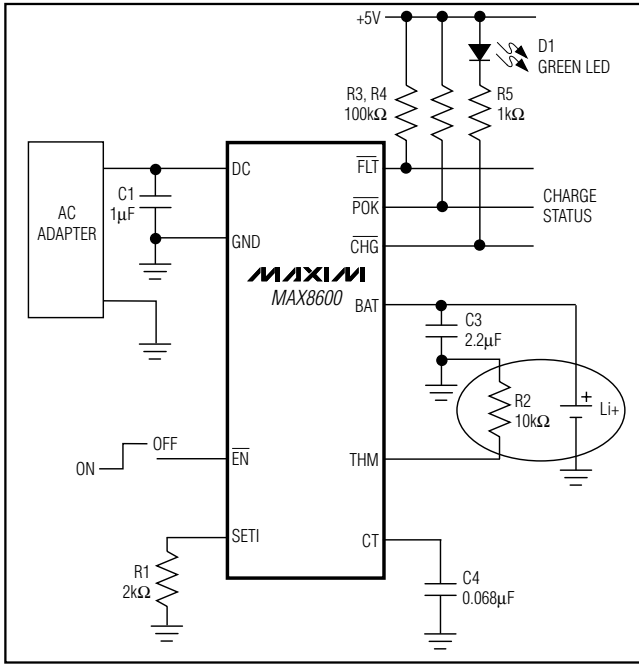 +5V
D1
GREEN LED
R3, R4
100kΩ
R5
1kΩ
AC
ADAPTER
C1
1µF
DC
GND
FLT
POK
CHG
CHARGE
STATUS
MAXIM
MAX8600
BAT
C3
2.2µF
R2
10kΩ
+
Li+
ON
OFF
EN
THM
SETI
R1
2kΩ
CT
C4
0.068µF